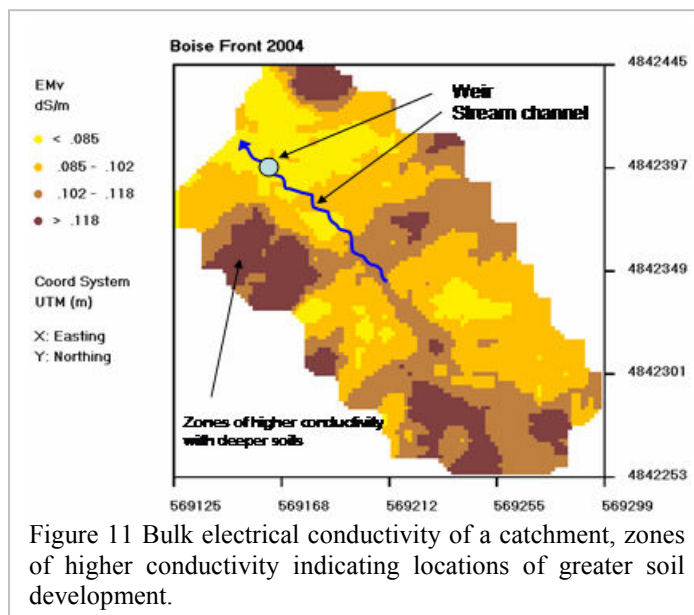 Boise Front 2004
EMv
dS/m
< .085
.085 - .102
.102 - .118
> .118
Coord System
UTM (m)
X: Easting
Y: Northing
Weir
Stream channel
Zones of higher conductivity
with deeper soils
4842445
4842397
4842349
4842301
4842253
569125 569168 569212 569255 569299
Figure 11 Bulk electrical conductivity of a catchment, zones
of higher conductivity indicating locations of greater soil
development.